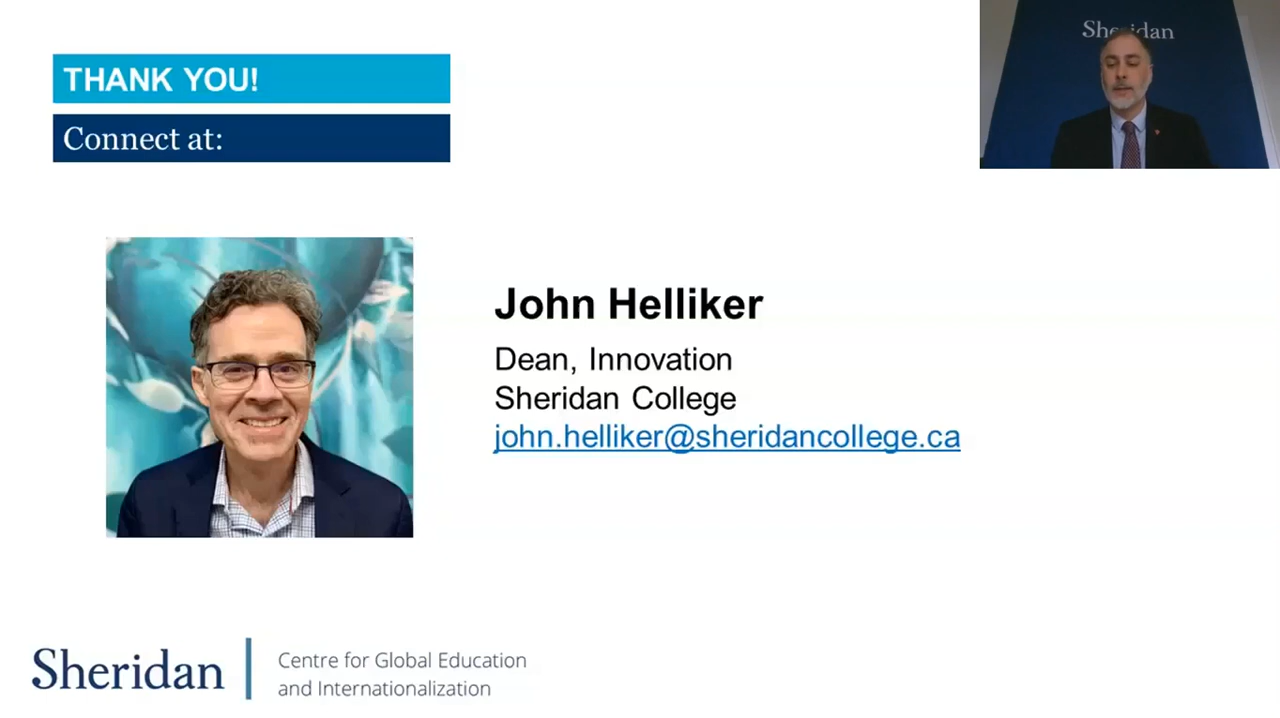 THANK YOU!
Connect at:
Sheridan
John Helliker
Dean, Innovation
Sheridan College
john.helliker@sheridancollege.ca
Sheridan
Centre for Global Education
and Internationalization